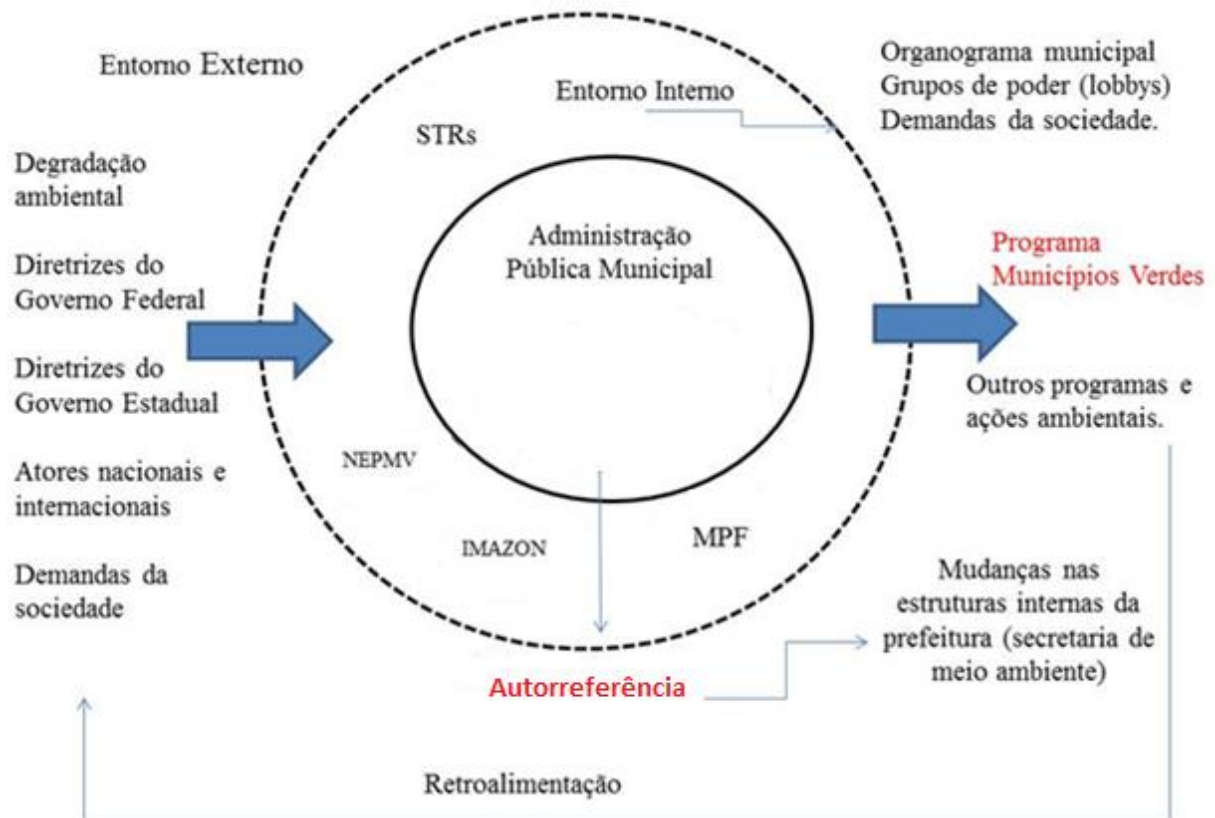 Entorno Externo
Degradação
ambiental
Diretrizes do
Governo Federal
Diretrizes do
Governo Estadual
Atores nacionais e
internacionais
Demandas da
sociedade
Entorno Interno
STRs
Administração
Pública Municipal
NEPMV
IMAZON
MPF
Autorreferência
Organograma municipal
Grupos de poder (lobbys)
Demandas da sociedade.
Programa
Municípios Verdes
Outros programas e
ações ambientais.
Mudanças nas
estruturas internas da
prefeitura (secretaria de
meio ambiente)
Retroalimentação